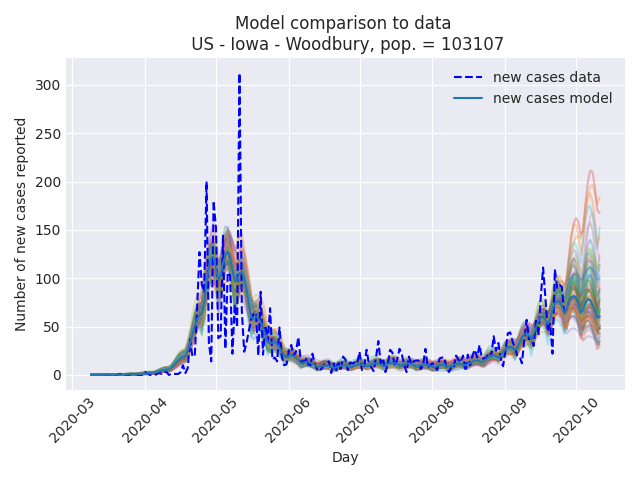 Model comparison to data
US - Iowa - Woodbury, pop. = 103107
new cases data
new cases model
Number of new cases reported
300
250
200
150
100
50
0
2020-03
2020-04
2020-05
2020-06
2020-07
2020-08
2020-09
2020-10
Day